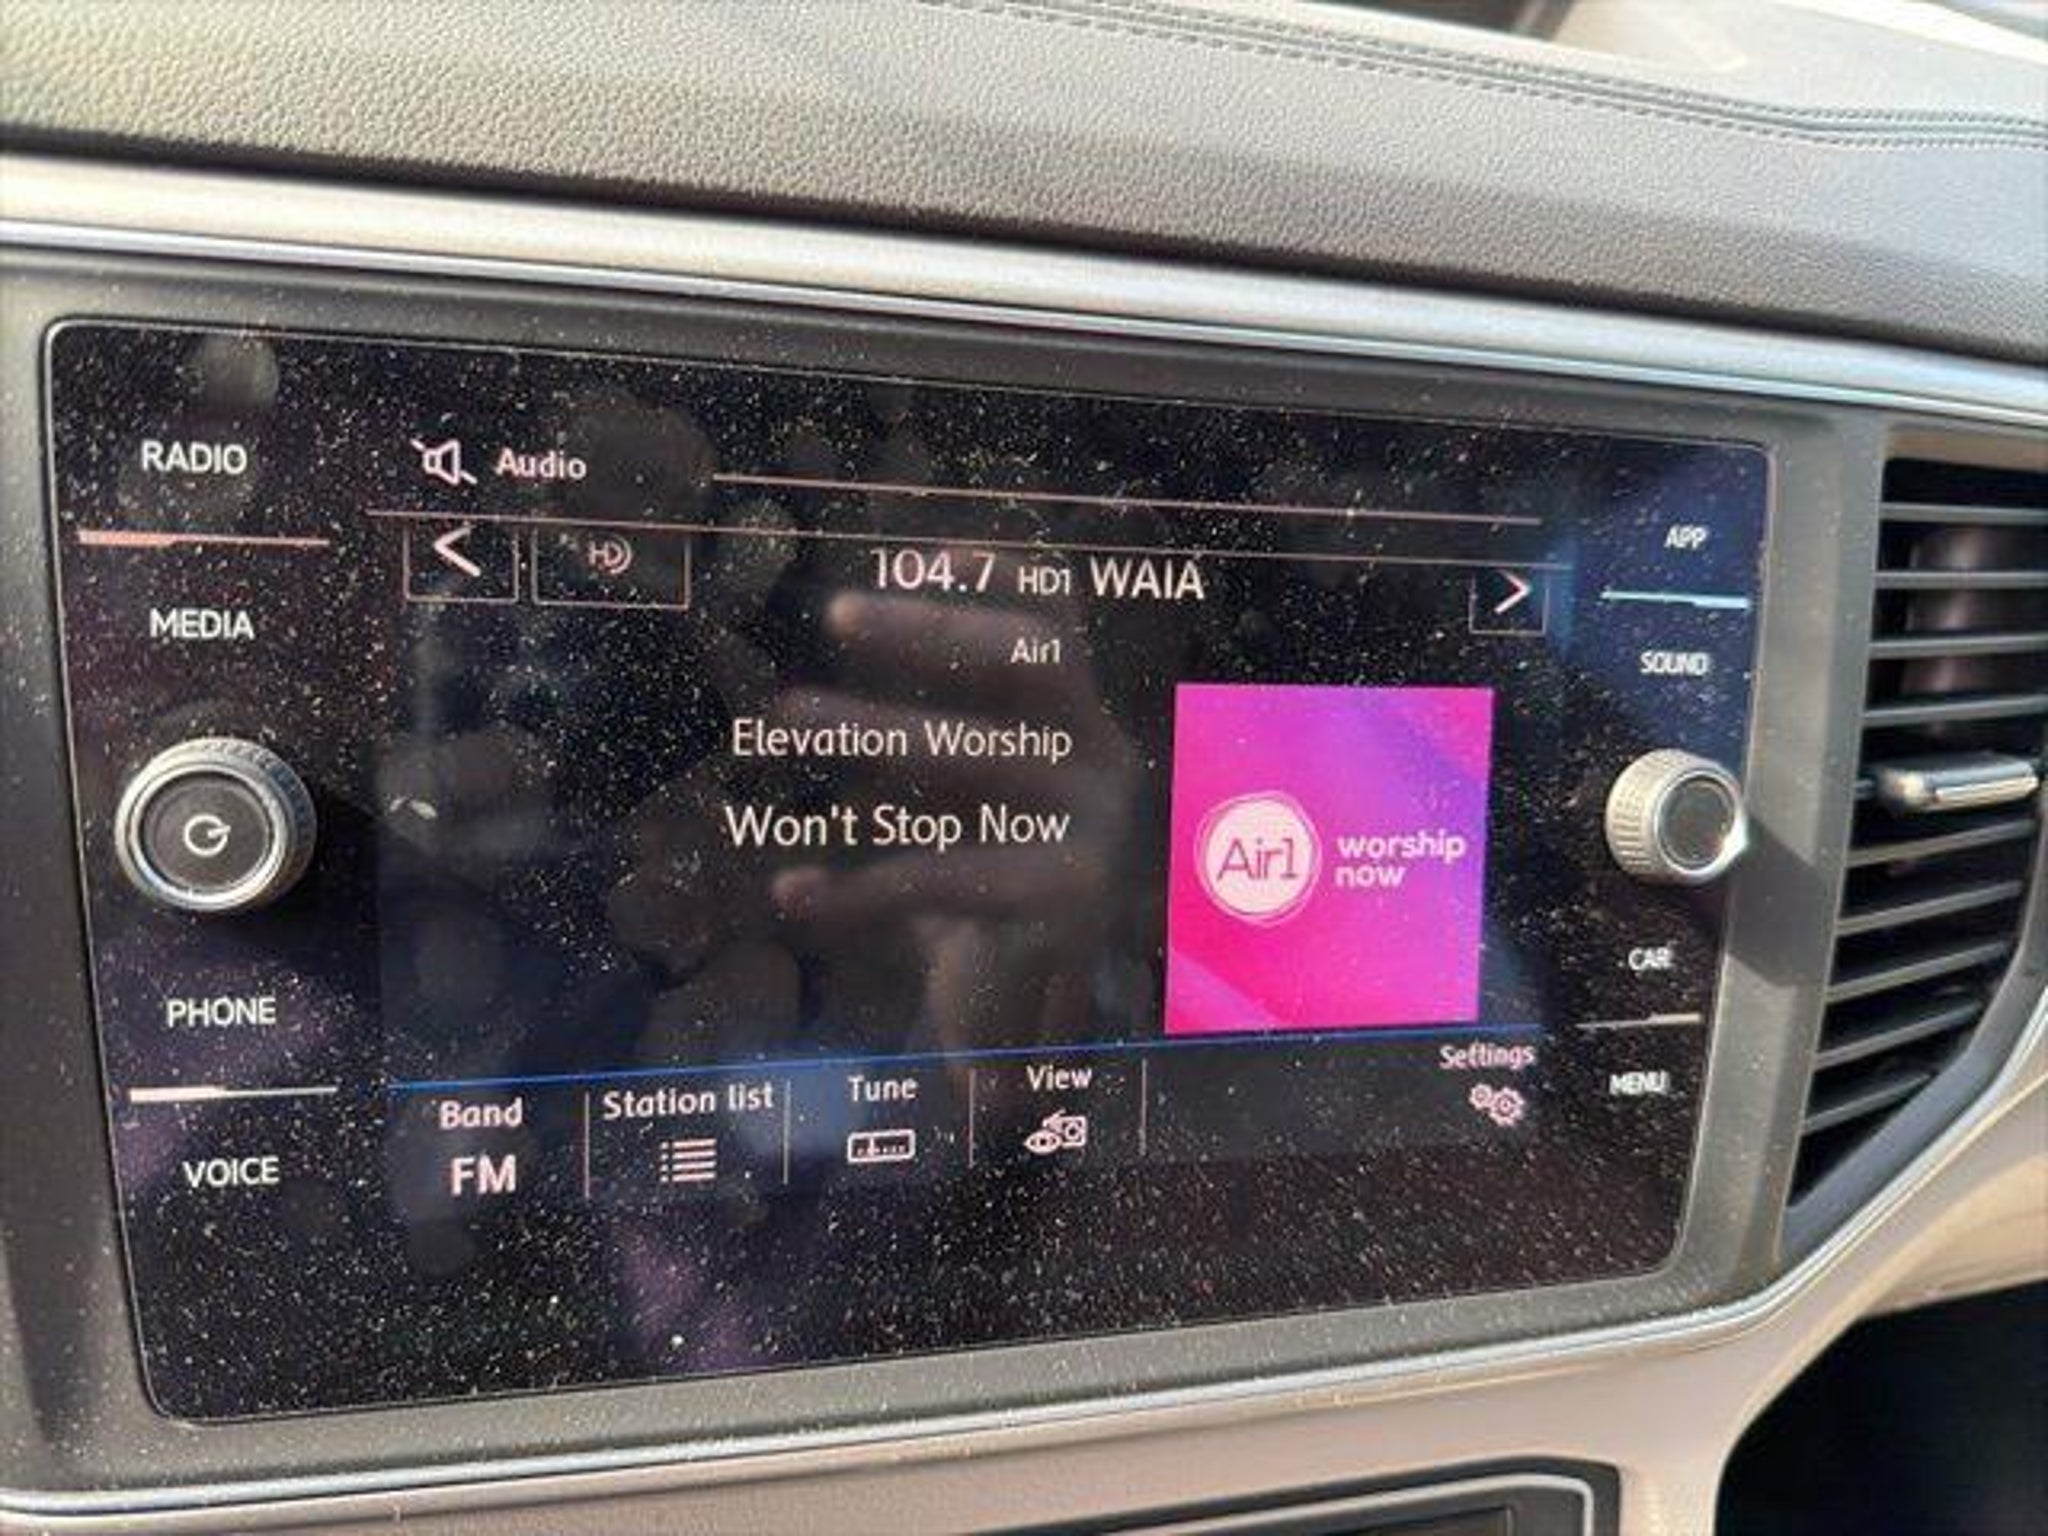 RADIO
Audio
APP
HD
104.7 HD1 WAIA
MEDIA
Air1
SOUND
Elevation Worship
Won't Stop Now
Air1 worship
now
CAR
PHONE
Settings
MENU
Band
Station list
Tune
View
FM
VOICE